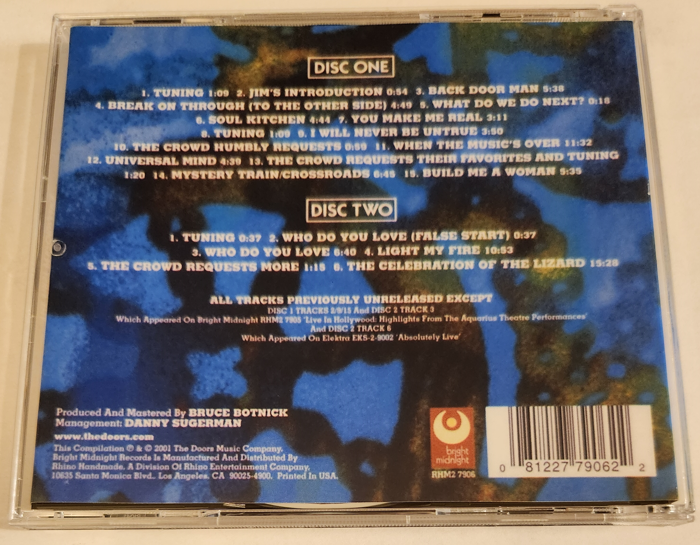 DISC ONE
1. TUNING 1:09 2. JIM'S INTRODUCTION 0:54 3. BACK DOOR MAN 5:38
4. BREAK ON THROUGH (TO THE OTHER SIDE) 4:49 5. WHAT DO WE DO NEXT? 0:18
6. SOUL KITCHEN 4:44 7. YOU MAKE ME REAL 3:11
8. TUNING 1:09 9. I WILL NEVER BE UNTRUE 3:50
10. THE CROWD HUMBLY REQUESTS 0:50 11. WHEN THE MUSIC'S OVER 11:32
12. UNIVERSAL MIND 4:39 13. THE CROWD REQUESTS THEIR FAVORITES AND TUNING
1:20 14. MYSTERY TRAIN/CROSSROADS 6:45 15. BUILD ME A WOMAN 5:35
DISC TWO
1. TUNING 0:37 2. WHO DO YOU LOVE (FALSE START) 0:37
3. WHO DO YOU LOVE 6:40 4. LIGHT MY FIRE 10:53
5. THE CROWD REQUESTS MORE 1:18 6. THE CELEBRATION OF THE LIZARD 15:28
ALL TRACKS PREVIOUSLY UNRELEASED EXCEPT
DISC 1 TRACKS 2/9/15 And DISC 2 TRACK 3
Which Appeared On Bright Midnight RHM2 7905 'Live In Hollywood: Highlights From The Aquarius Theatre Performances'
And DISC 2 TRACK 6
Which Appeared On Elektra EKS-2-9002 'Absolutely Live'
Produced And Mastered By BRUCE BOTNICK
Management: DANNY SUGERMAN
www.thedoors.com
This Compilation ℗ & © 2001 The Doors Music Company.
Bright Midnight Records Is Manufactured And Distributed By
Rhino Handmade. A Division Of Rhino Entertainment Company.
10635 Santa Monica Blvd. Los Angeles. CA 90025-4900. Printed In USA.
bright
midnight
RHM2 7906
0 81227 79062 2